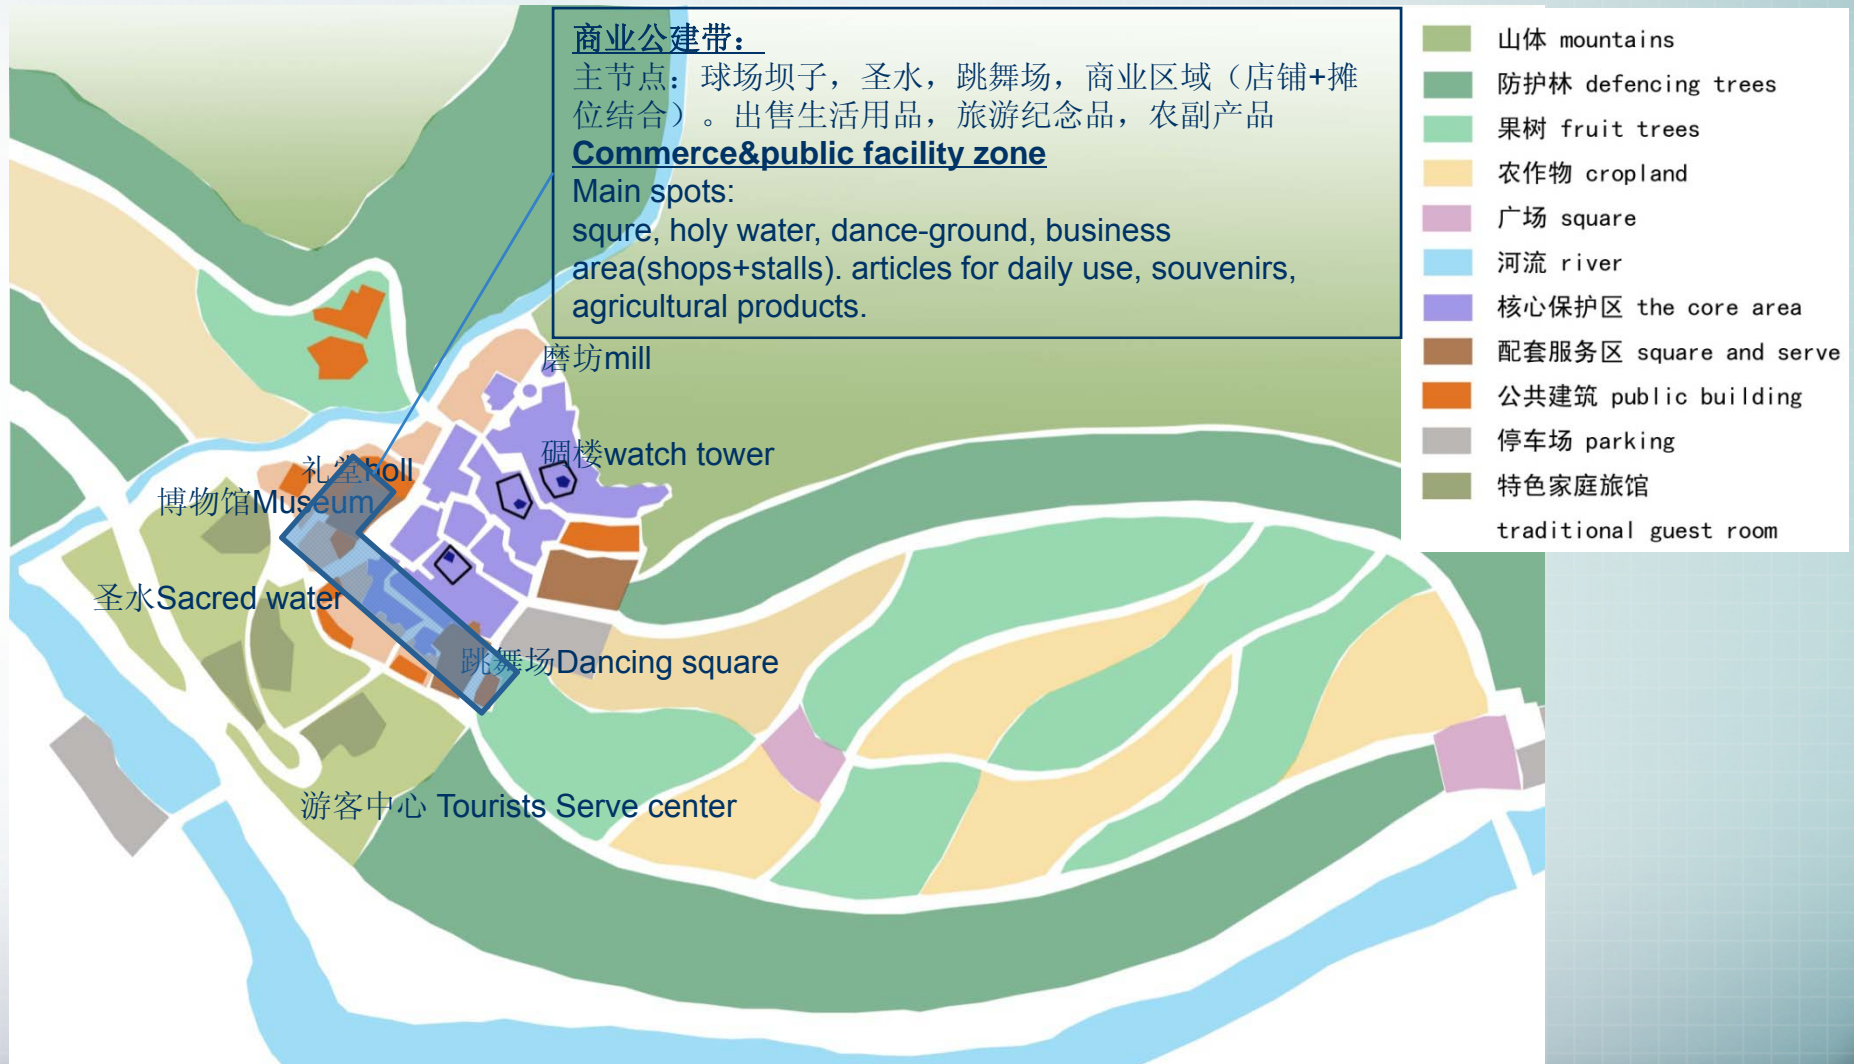 商业公建带：
主节点：球场坝子，圣水，跳舞场，商业区域（店铺+摊
位结合）。出售生活用品，旅游纪念品，农副产品
Commerce&public facility zone
Main spots:
squre, holy water, dance-ground, business
area(shops+stalls). articles for daily use, souvenirs,
agricultural products.
磨坊mill
碉楼watch tower
礼堂holl
博物馆Museum
圣水Sacred water
跳舞场Dancing square
游客中心 Tourists Serve center
山体 mountains
防护林 defencing trees
果树 fruit trees
农作物 cropland
广场 square
河流 river
核心保护区 the core area
配套服务区 square and serve
公共建筑 public building
停车场 parking
特色家庭旅馆
traditional guest room